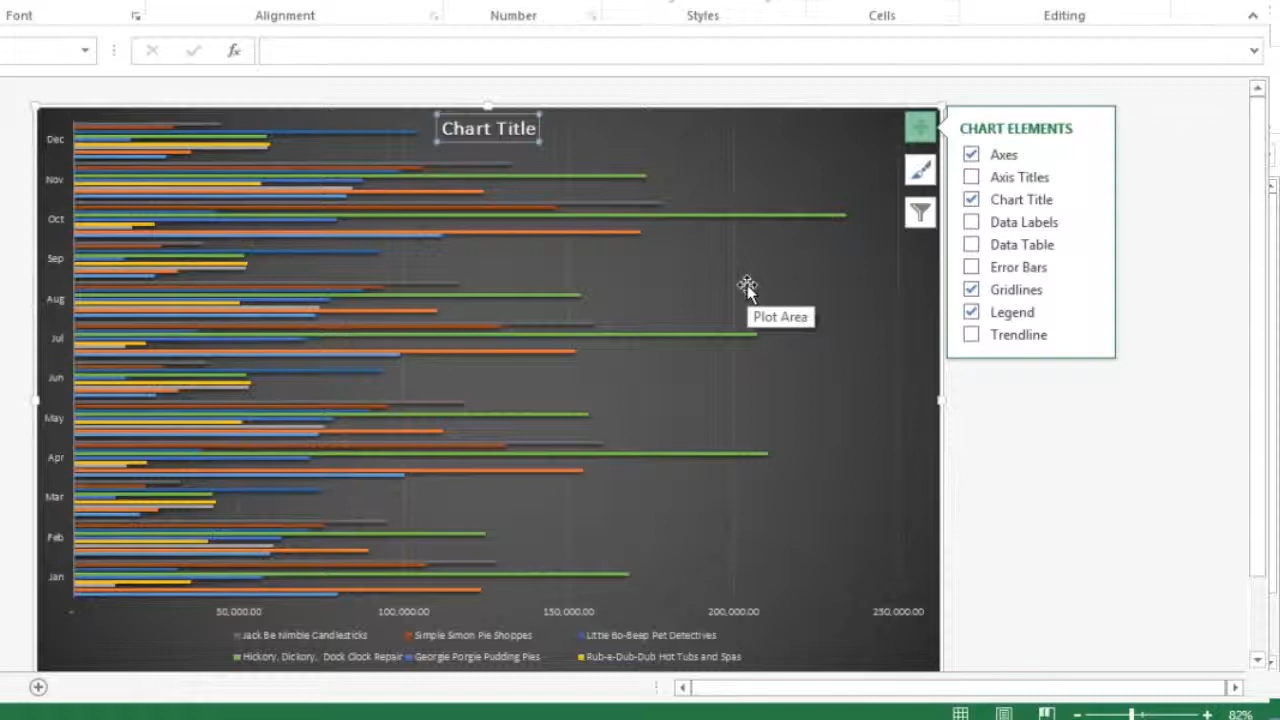 Font Alignment Number Styles Cells Editing
fx
Chart Title
CHART ELEMENTS
Axes
Axis Titles
Chart Title
Data Labels
Data Table
Error Bars
Gridlines
Legend
Trendline
Plot Area
Dec
Nov
Oct
Sep
Aug
Jul
Jun
May
Apr
Mar
Feb
Jan
- 50,000.00 100,000.00 150,000.00 200,000.00 250,000.00
Jack Be Nimble Candlesticks Simple Simon Pie Shoppes Little Bo-Beep Pet Detectives
Hickory, Dickory, Dock Clock Repair Georgie Porgie Pudding Pies Rub-a-Dub-Dub Hot Tubs and Spas
82%